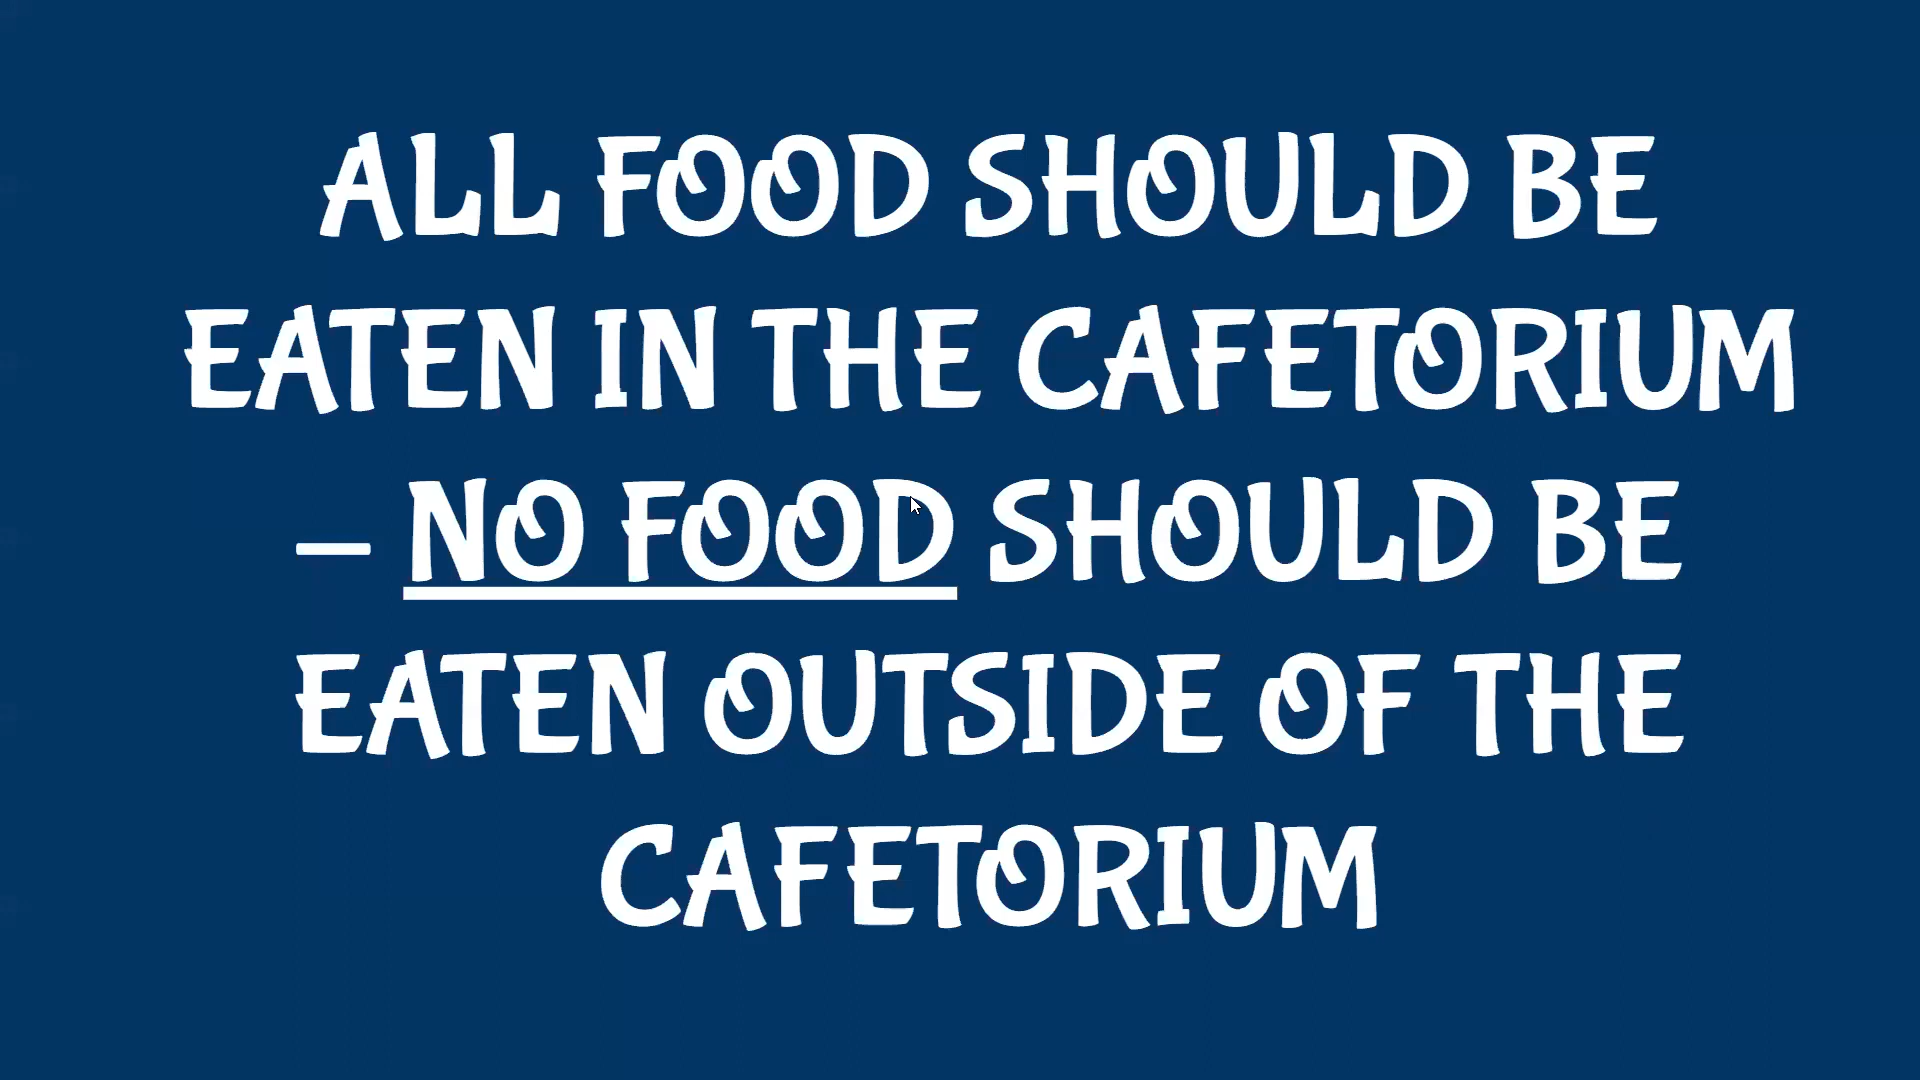 ALL FOOD SHOULD BE
EATEN IN THE CAFETORIUM
– NO FOOD SHOULD BE
EATEN OUTSIDE OF THE
CAFETORIUM